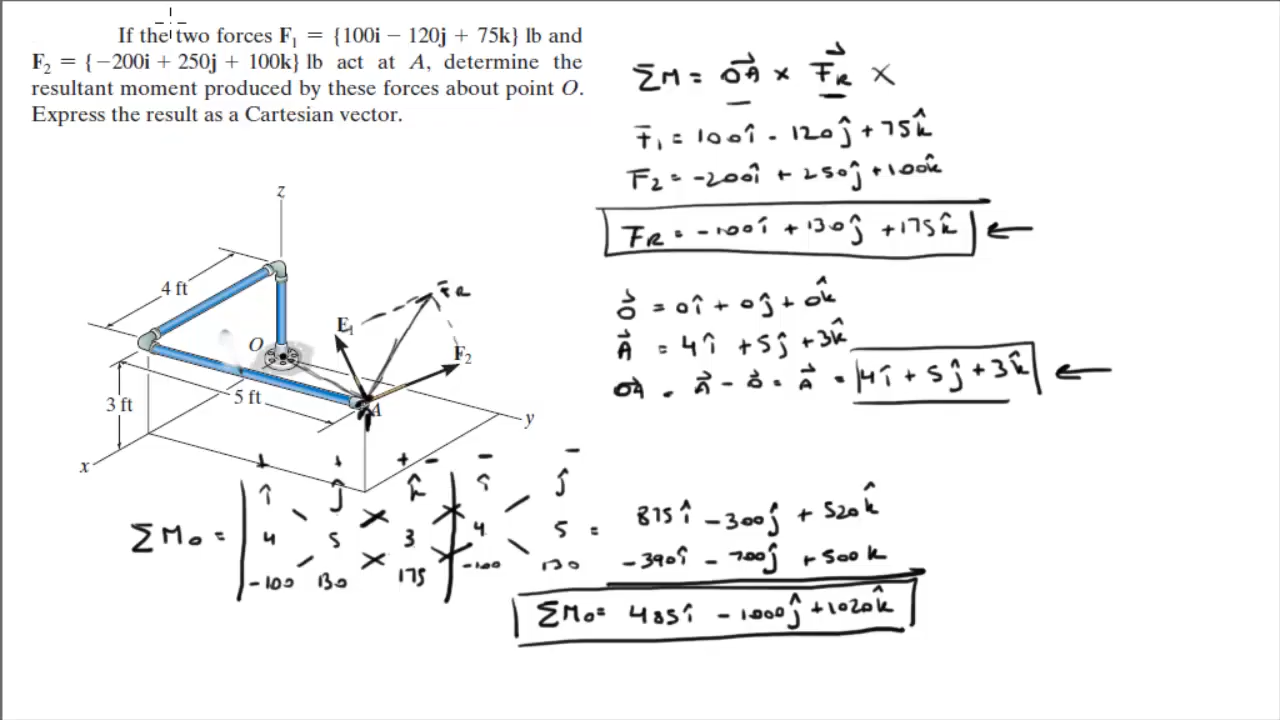 If the two forces F₁ = {100i − 120j + 75k} lb and
F₂ = {−200i + 250j + 100k} lb act at A, determine the
resultant moment produced by these forces about point O.
Express the result as a Cartesian vector.
z
4 ft
O
F₁
FR
F₂
A
3 ft
5 ft
y
x
ΣM = OA × FR ×
F₁ = 100î - 120ĵ + 75k̂
F₂ = -200î + 250ĵ + 100k̂
FR = -100î + 130ĵ + 175k̂ ←
O = 0î + 0ĵ + 0k̂
A = 4î + 5ĵ + 3k̂
OA = A - O = A = 4î + 5ĵ + 3k̂ ←
+ + + - - -
î ĵ k̂ î ĵ
ΣMo = 4 5 3 4 5 =
-100 130 175 -100 130
875î - 300ĵ + 520k̂
-390î - 700ĵ + 500k
ΣMo = 485î - 1000ĵ + 1020k̂